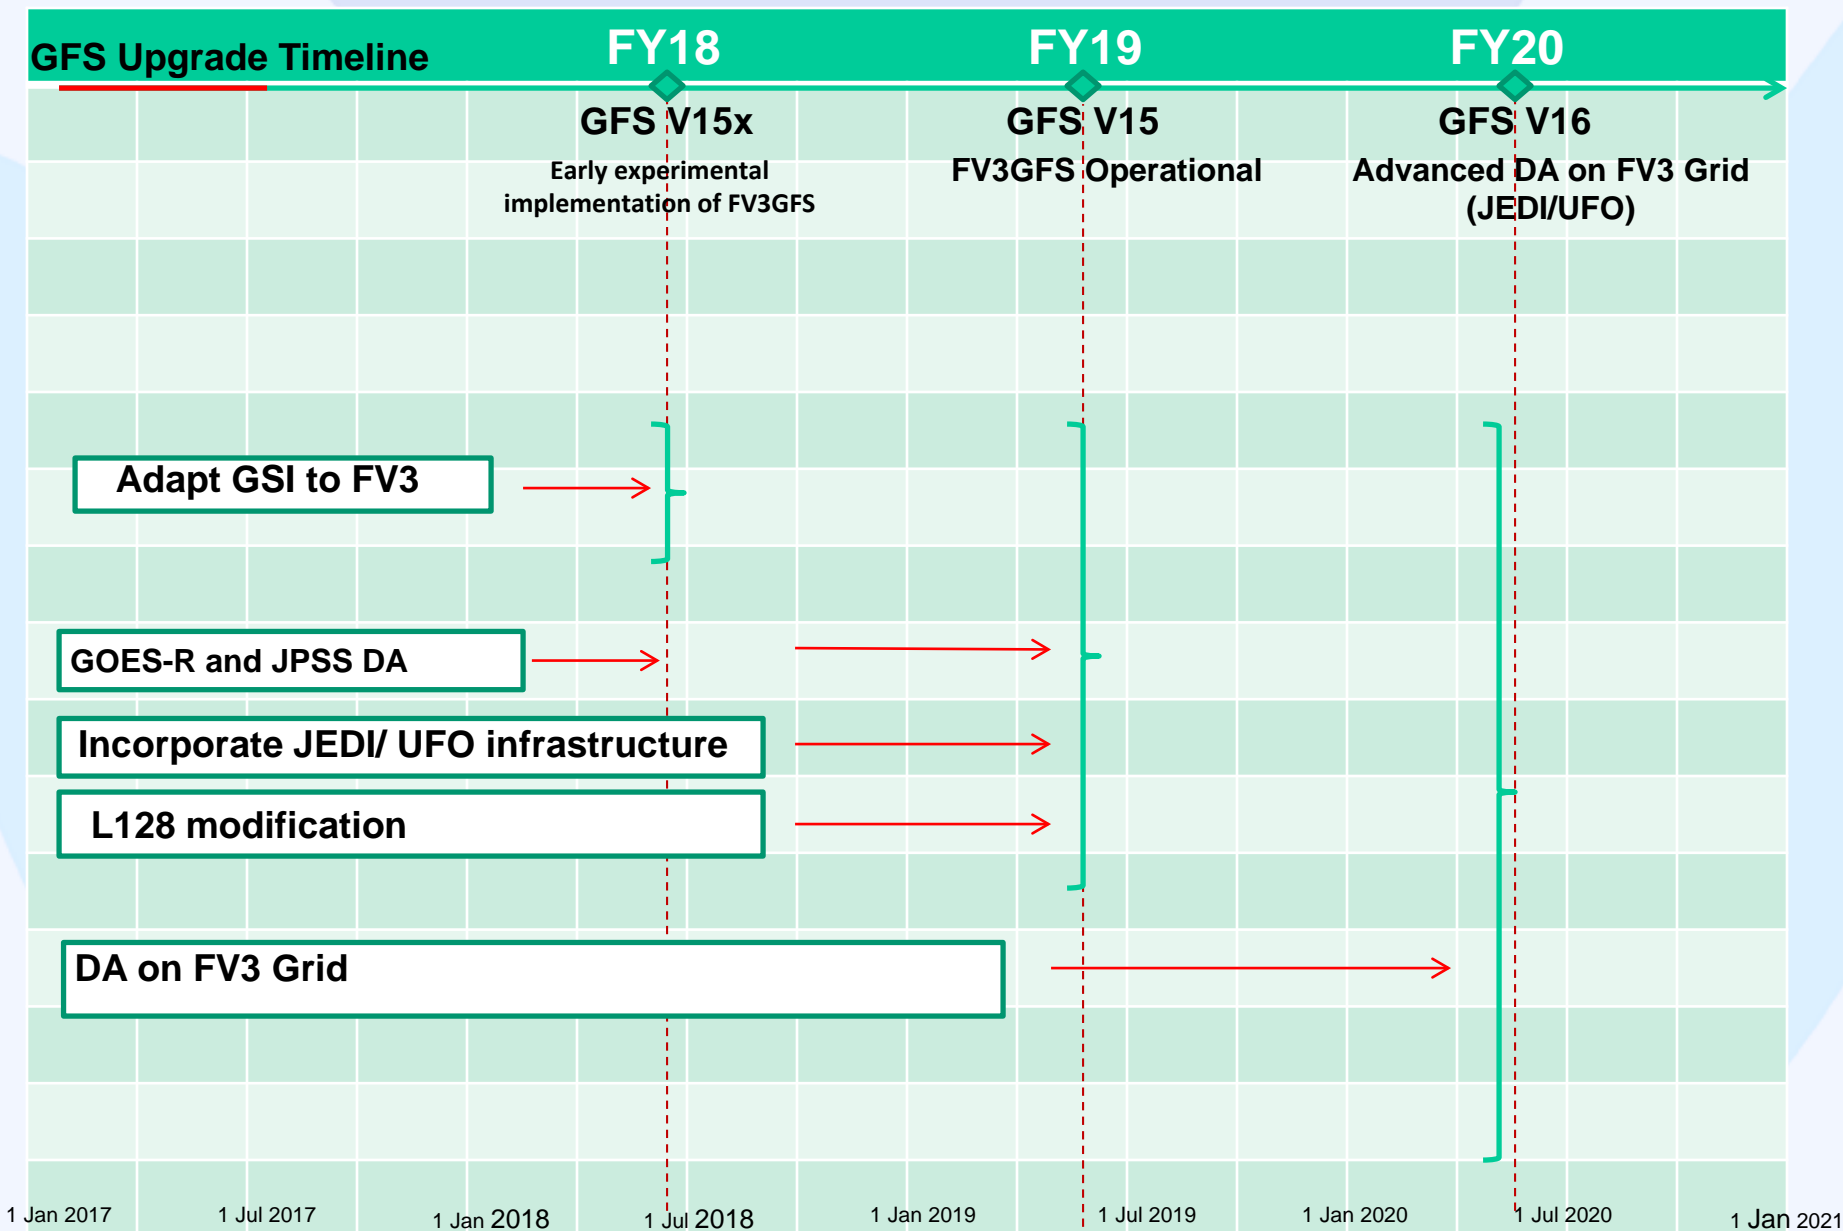 GFS Upgrade Timeline
FY18
FY19
FY20
GFS V15x
GFS V15
GFS V16
Early experimental
implementation of FV3GFS
FV3GFS Operational
Advanced DA on FV3 Grid
(JEDI/UFO)
Adapt GSI to FV3
GOES-R and JPSS DA
Incorporate JEDI/ UFO infrastructure
L128 modification
DA on FV3 Grid
1 Jan 2017
1 Jul 2017
1 Jan 2018
1 Jul 2018
1 Jan 2019
1 Jul 2019
1 Jan 2020
1 Jul 2020
1 Jan 2021